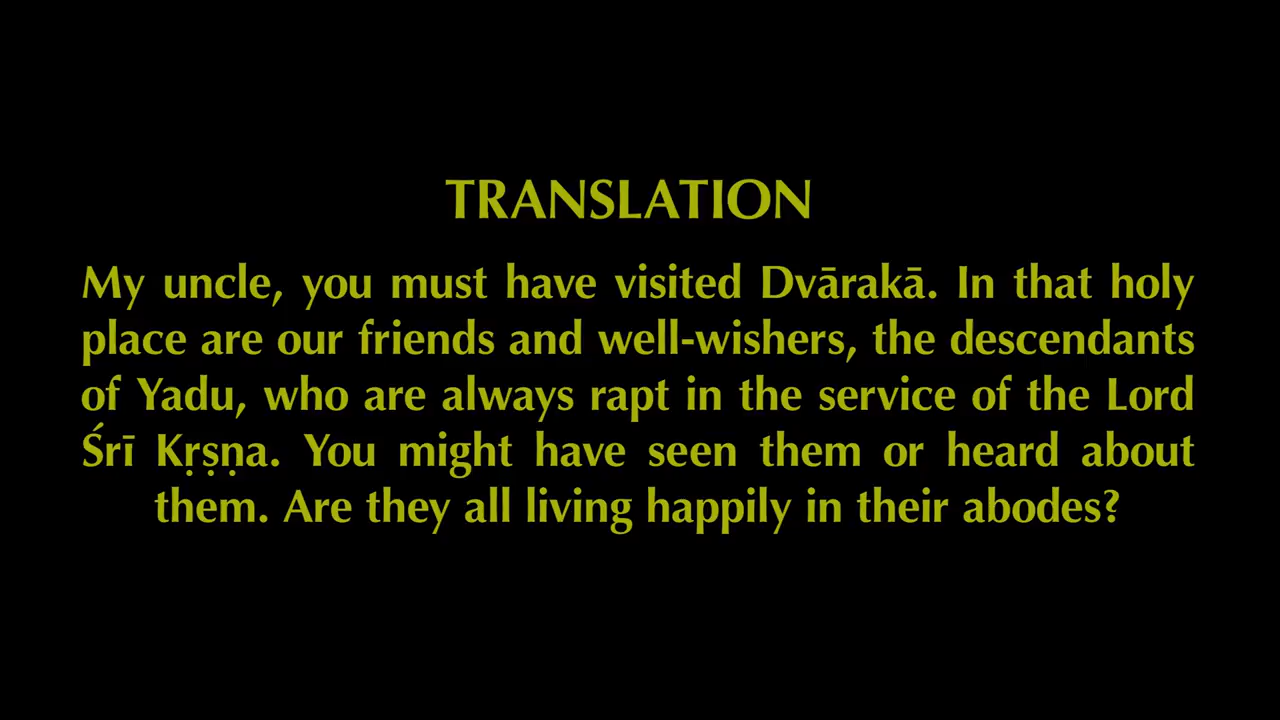 TRANSLATION
My uncle, you must have visited Dvārakā. In that holy
place are our friends and well-wishers, the descendants
of Yadu, who are always rapt in the service of the Lord
Śrī Kṛṣṇa. You might have seen them or heard about
them. Are they all living happily in their abodes?